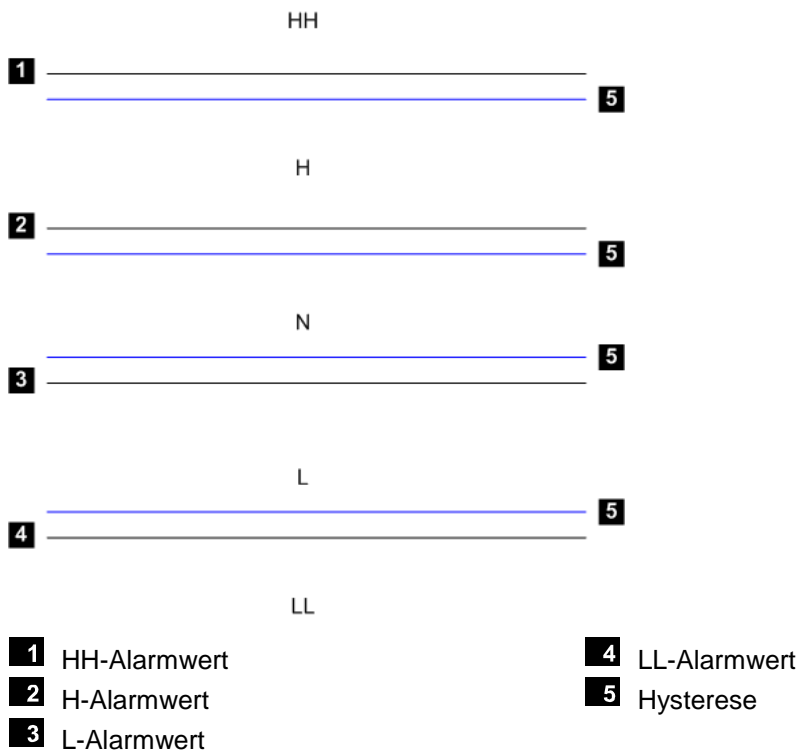 HH
1
5
H
2
5
N
5
3
L
5
4
LL
1 HH-Alarmwert
2 H-Alarmwert
3 L-Alarmwert
4 LL-Alarmwert
5 Hysterese